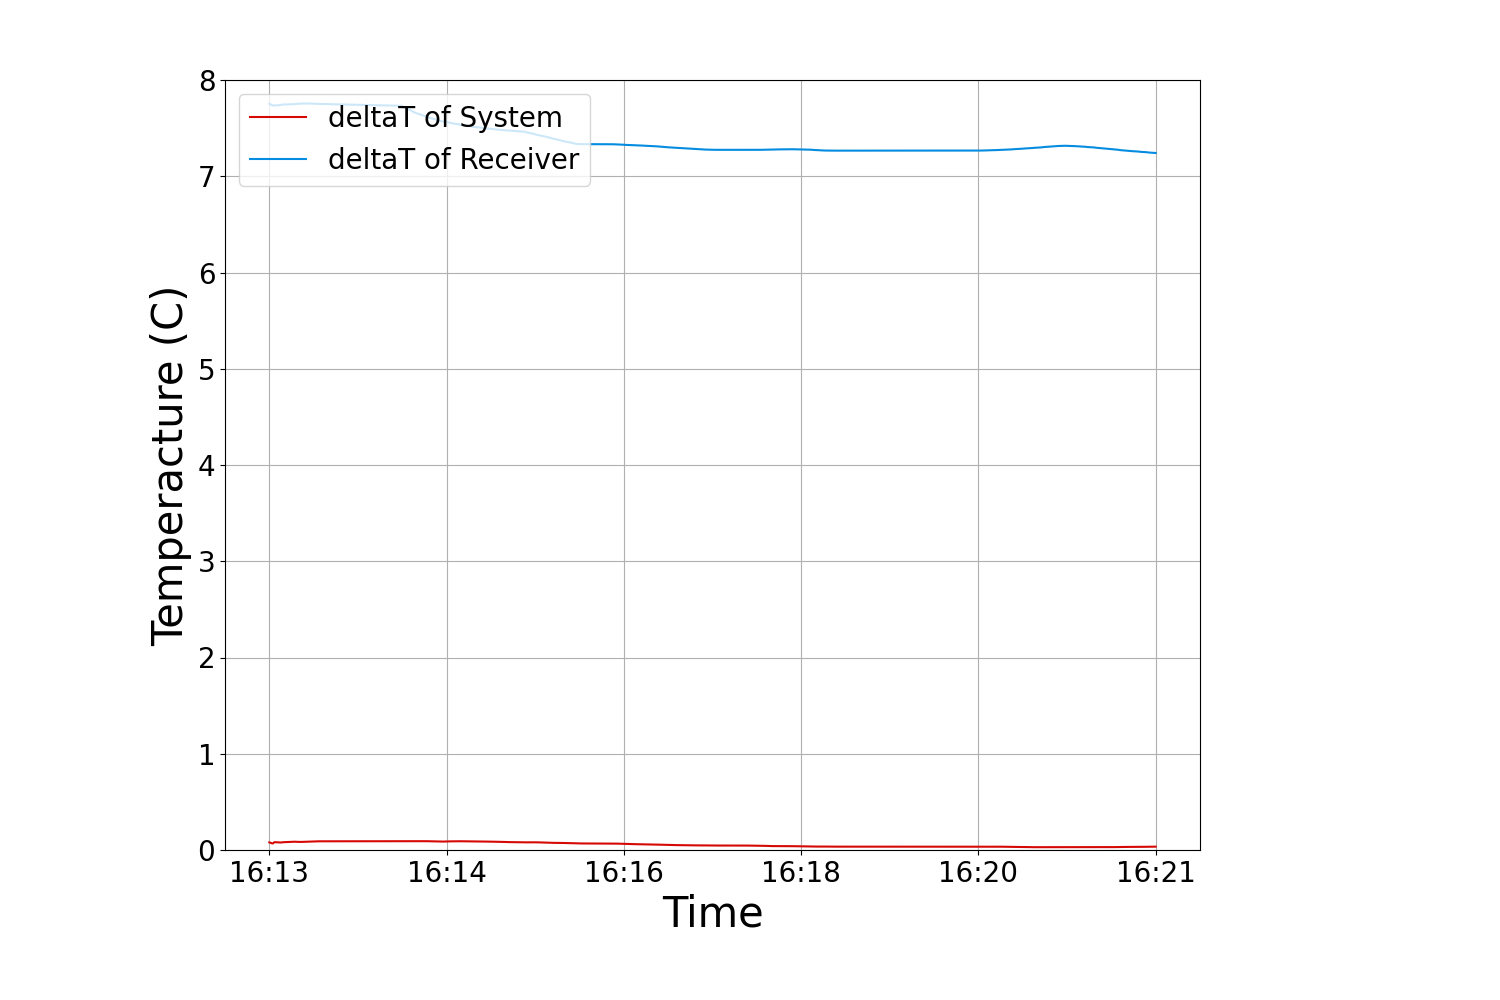 8
7
6
5
4
3
2
1
0
Temperacture (C)
deltaT of System
deltaT of Receiver
16:13 16:14 16:16 16:18 16:20 16:21
Time